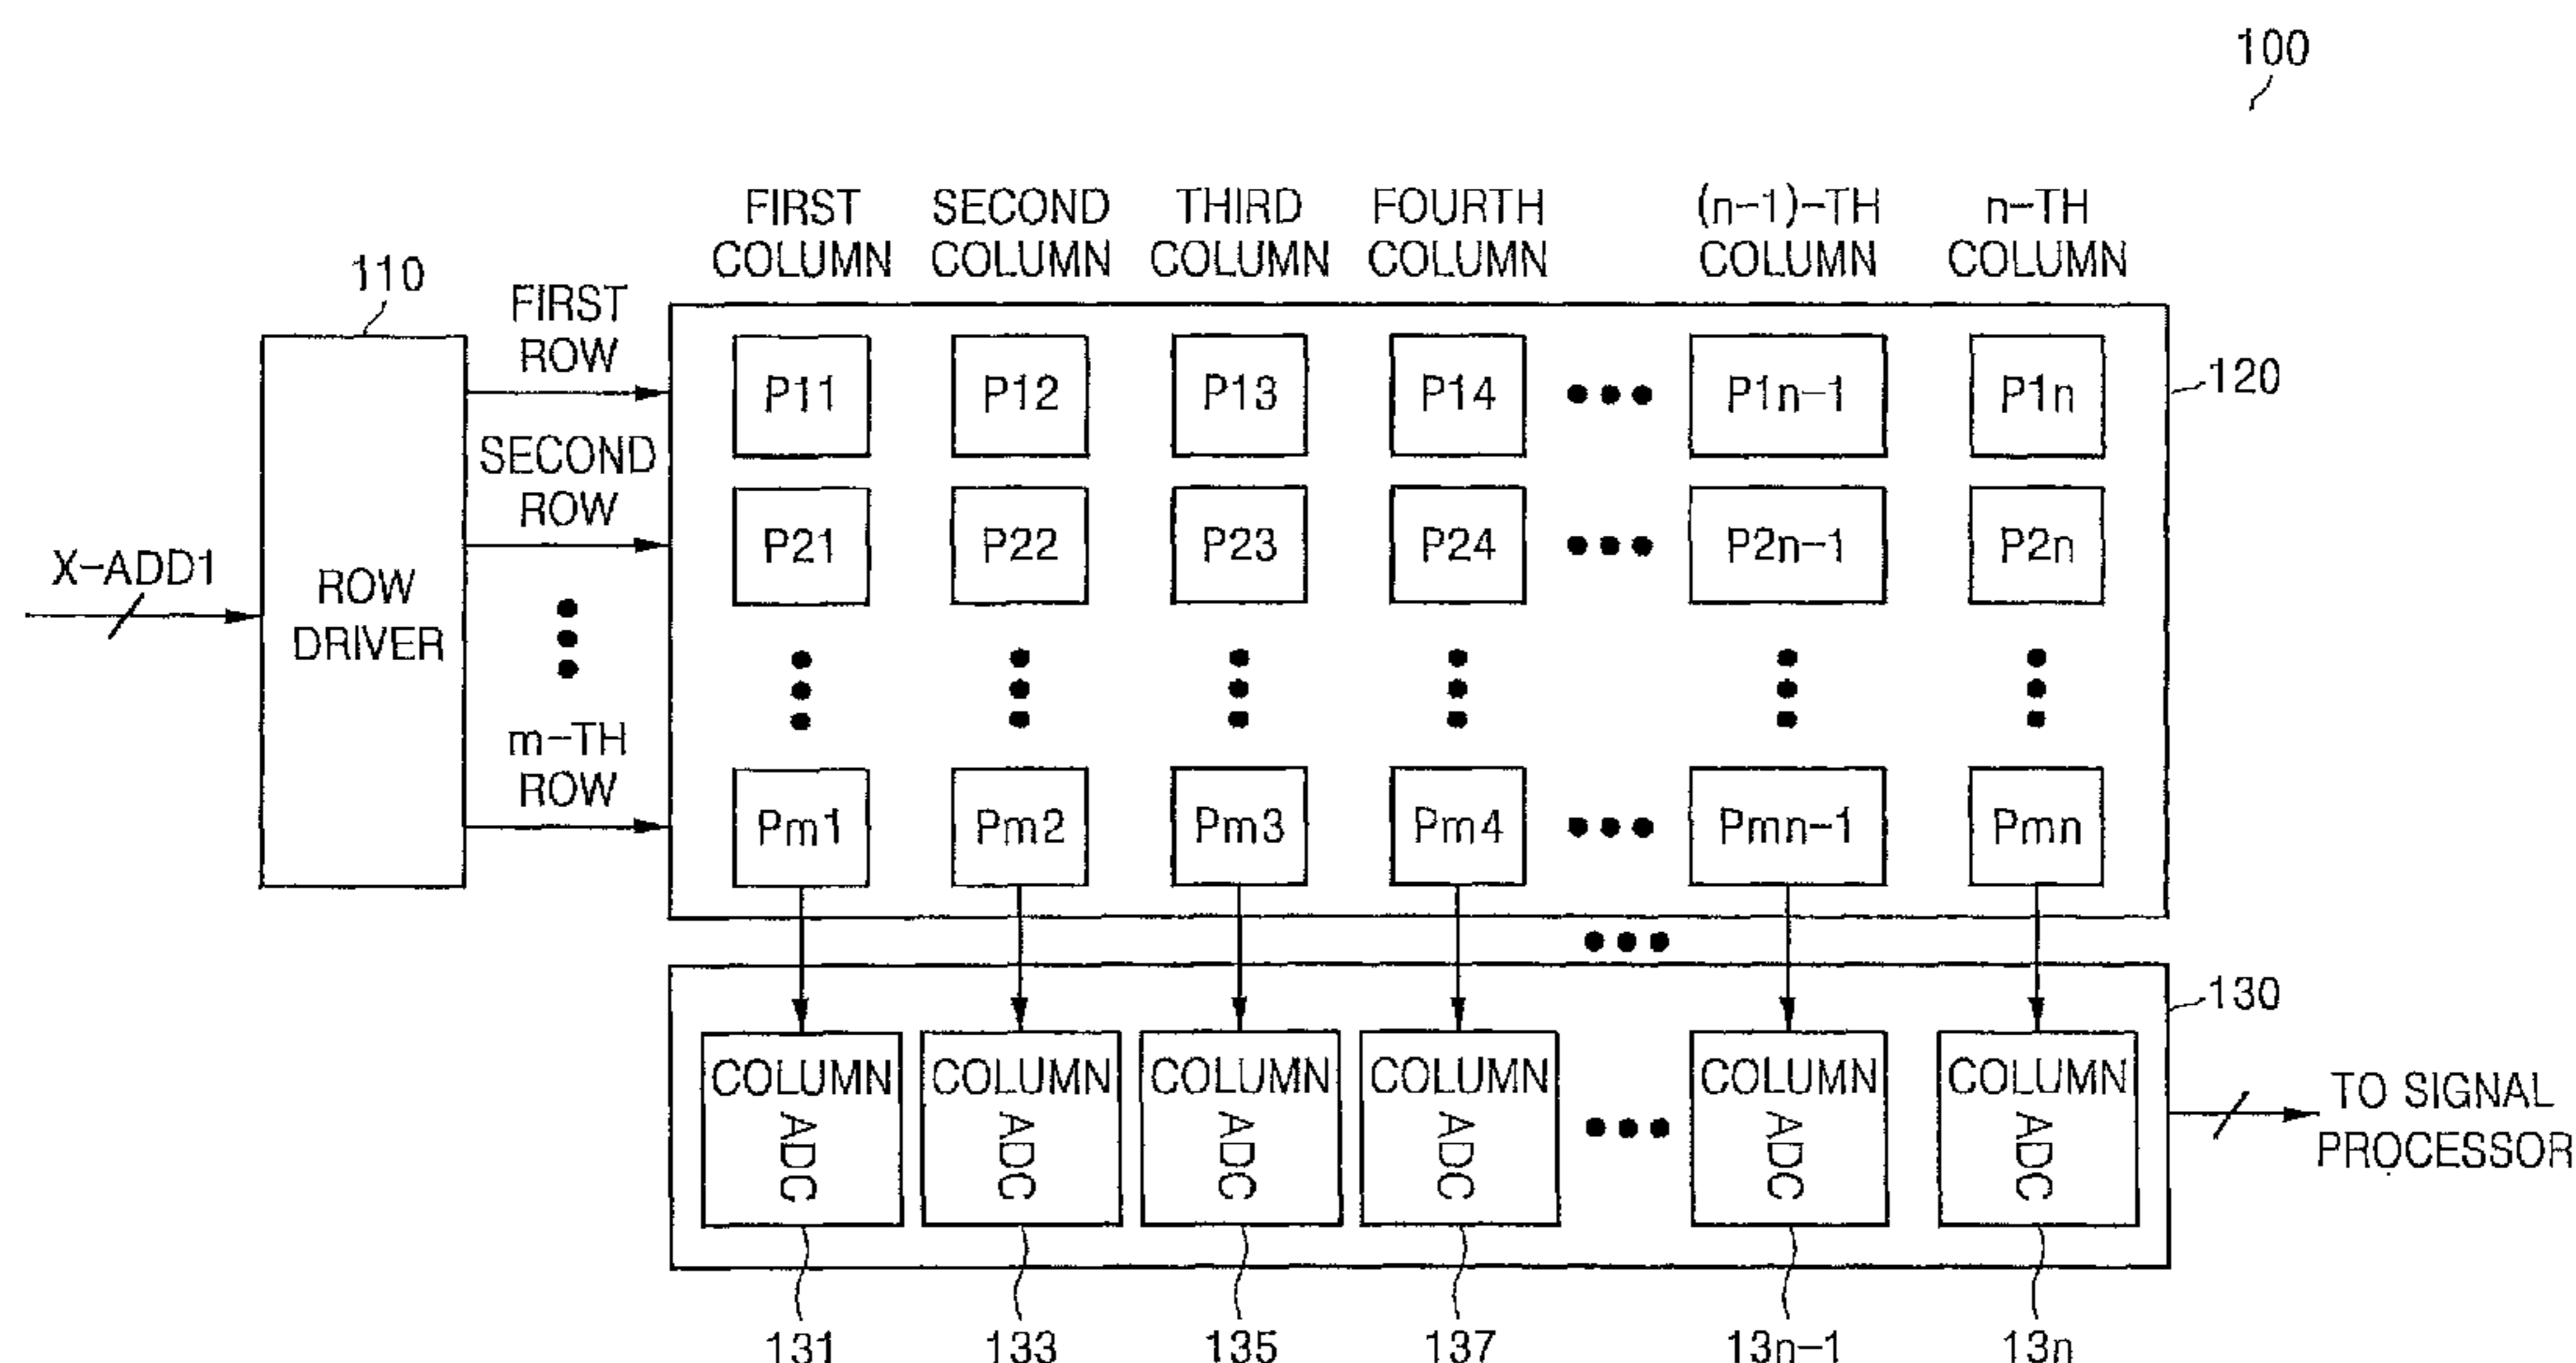 100
FIRST COLUMN
SECOND COLUMN
THIRD COLUMN
FOURTH COLUMN
(n-1)-TH COLUMN
n-TH COLUMN
110
FIRST ROW
SECOND ROW
m-TH ROW
X-ADD1
ROW DRIVER
P11 P12 P13 P14 P1n-1 P1n
120
P21 P22 P23 P24 P2n-1 P2n
Pm1 Pm2 Pm3 Pm4 Pmn-1 Pmn
130
COLUMN ADC
COLUMN ADC
COLUMN ADC
COLUMN ADC
COLUMN ADC
COLUMN ADC
TO SIGNAL PROCESSOR
131 133 135 137 13n-1 13n